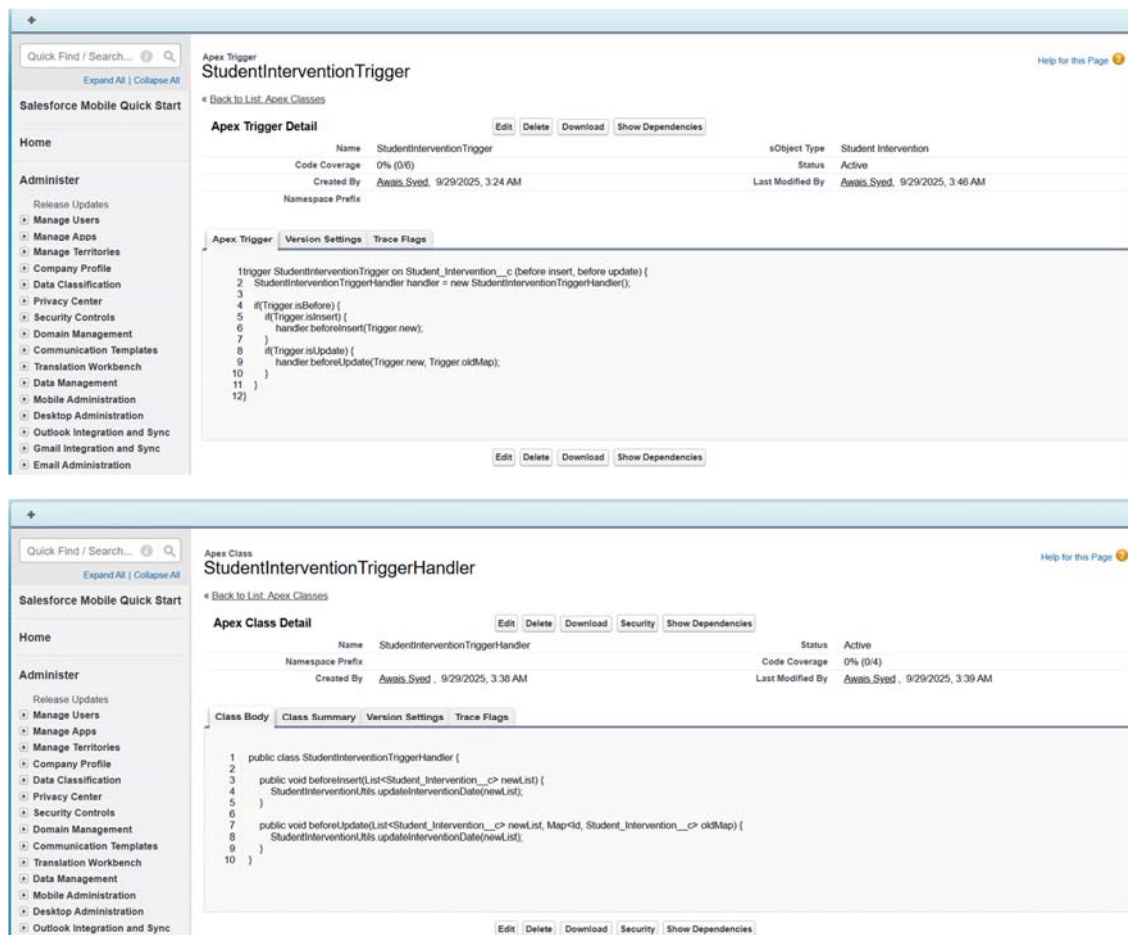 +
Quick Find / Search...
Expand All | Collapse All
Salesforce Mobile Quick Start
Home
Administer
Release Updates
Manage Users
Manage Apps
Manage Territories
Company Profile
Data Classification
Privacy Center
Security Controls
Domain Management
Communication Templates
Translation Workbench
Data Management
Mobile Administration
Desktop Administration
Outlook Integration and Sync
Gmail Integration and Sync
Email Administration
Apex Trigger
StudentInterventionTrigger
Help for this Page ?
« Back to List: Apex Classes
Apex Trigger Detail
Edit Delete Download Show Dependencies
Name StudentInterventionTrigger sObject Type Student Intervention
Code Coverage 0% (0/6) Status Active
Created By Awais Syed, 9/29/2025, 3:24 AM Last Modified By Awais Syed, 9/29/2025, 3:46 AM
Namespace Prefix
Apex Trigger Version Settings Trace Flags
1 trigger StudentInterventionTrigger on Student_Intervention__c (before insert, before update) {
2 StudentInterventionTriggerHandler handler = new StudentInterventionTriggerHandler();
3
4 if(Trigger.isBefore) {
5 if(Trigger.isInsert) {
6 handler.beforeInsert(Trigger.new);
7 }
8 if(Trigger.isUpdate) {
9 handler.beforeUpdate(Trigger.new, Trigger.oldMap);
10 }
11 }
12 }
Edit Delete Download Show Dependencies
+
Quick Find / Search...
Expand All | Collapse All
Salesforce Mobile Quick Start
Home
Administer
Release Updates
Manage Users
Manage Apps
Manage Territories
Company Profile
Data Classification
Privacy Center
Security Controls
Domain Management
Communication Templates
Translation Workbench
Data Management
Mobile Administration
Desktop Administration
Outlook Integration and Sync
Apex Class
StudentInterventionTriggerHandler
Help for this Page ?
« Back to List: Apex Classes
Apex Class Detail
Edit Delete Download Security Show Dependencies
Name StudentInterventionTriggerHandler Status Active
Namespace Prefix Code Coverage 0% (0/4)
Created By Awais Syed , 9/29/2025, 3:38 AM Last Modified By Awais Syed , 9/29/2025, 3:39 AM
Class Body Class Summary Version Settings Trace Flags
1 public class StudentInterventionTriggerHandler {
2
3 public void beforeInsert(List<Student_Intervention__c> newList) {
4 StudentInterventionUtils.updateInterventionDate(newList);
5 }
6
7 public void beforeUpdate(List<Student_Intervention__c> newList, Map<Id, Student_Intervention__c> oldMap) {
8 StudentInterventionUtils.updateInterventionDate(newList);
9 }
10 }
Edit Delete Download Security Show Dependencies